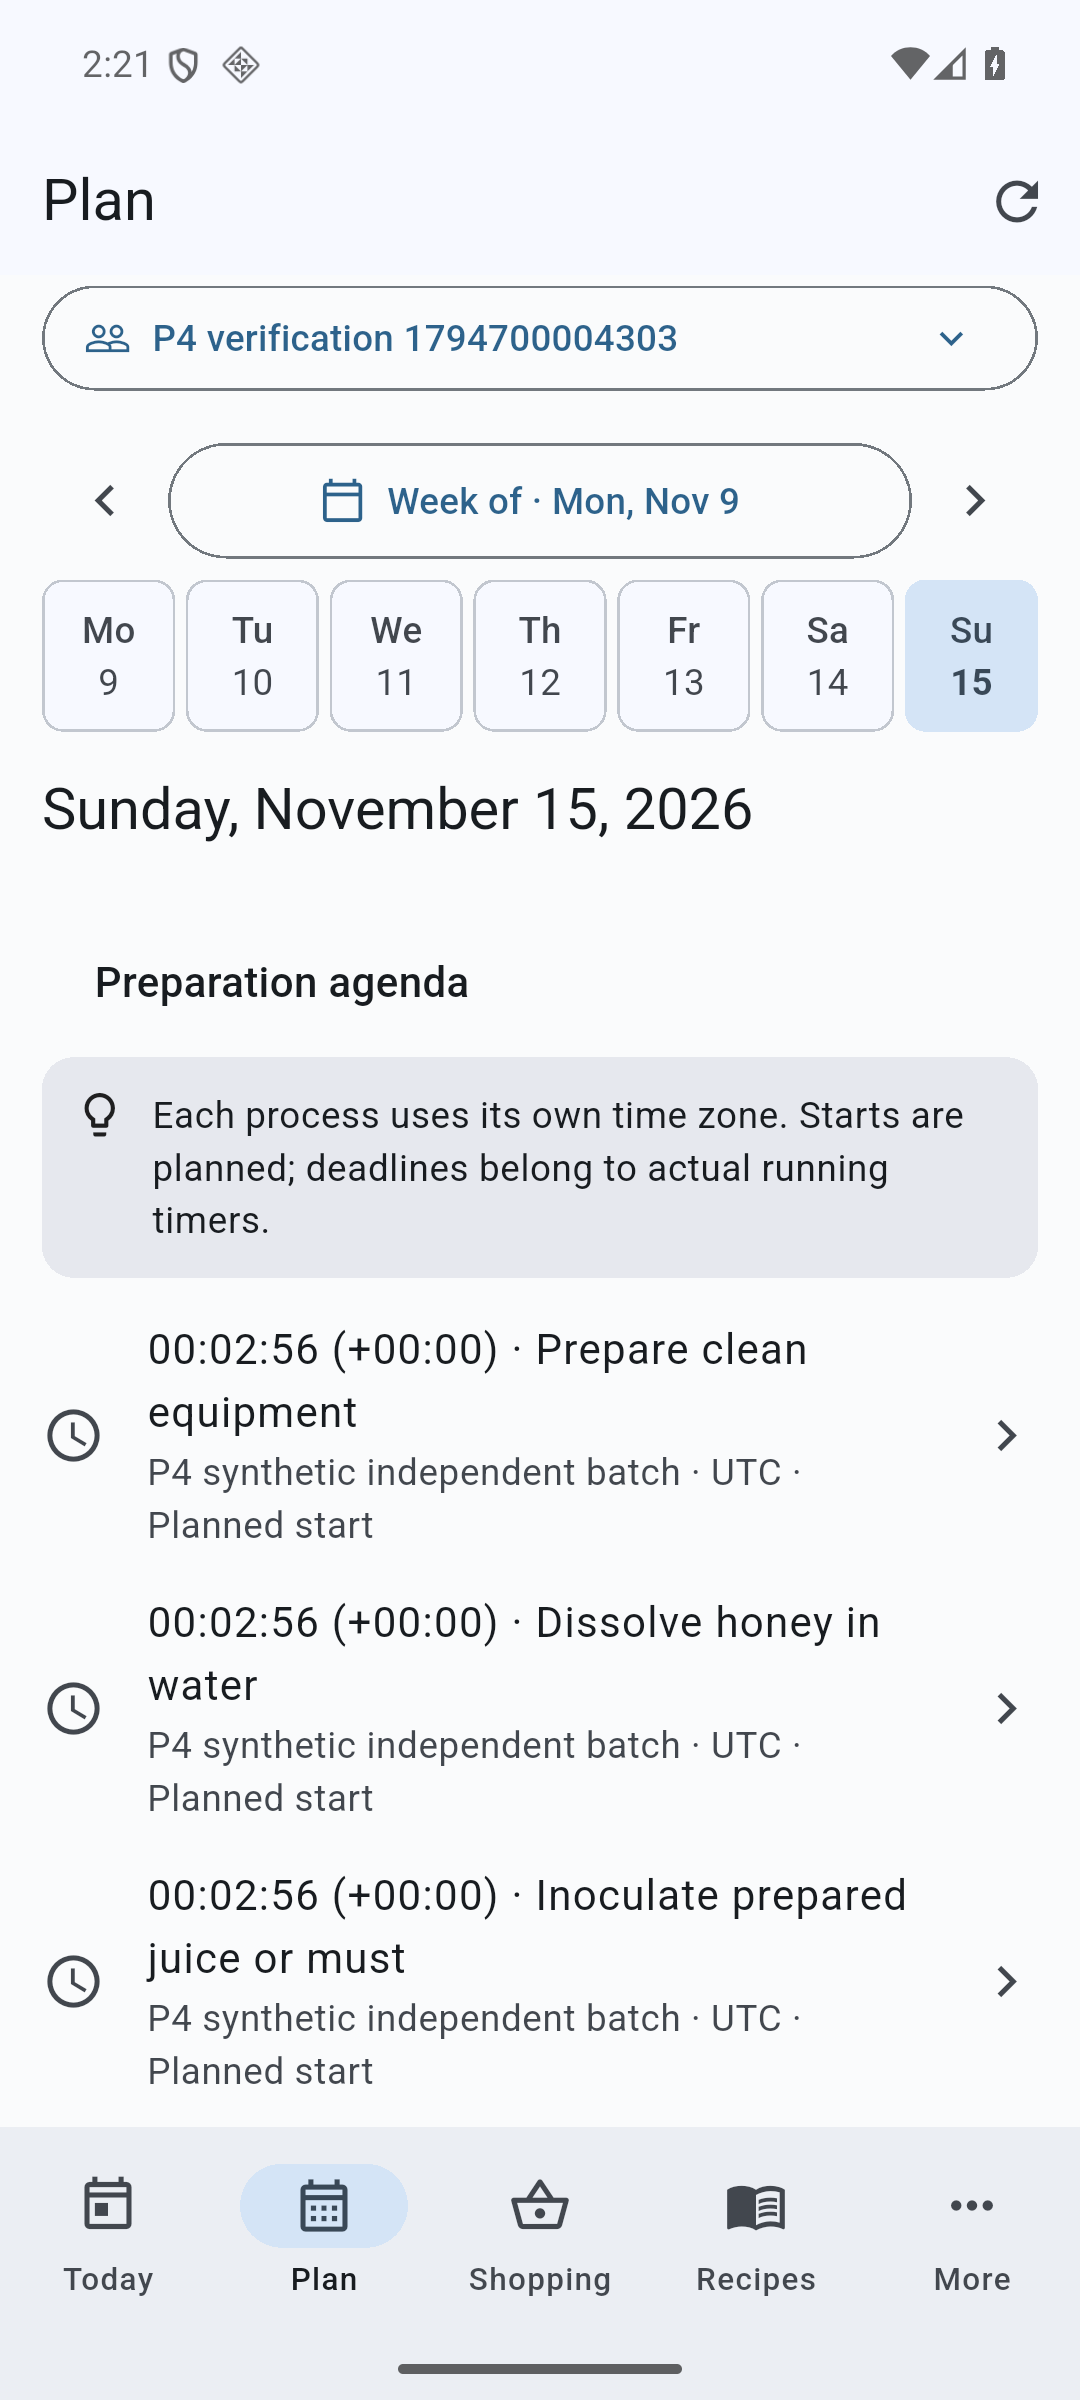 2:21
Plan
P4 verification 1794700004303
Week of · Mon, Nov 9
Mo
9
Tu
10
We
11
Th
12
Fr
13
Sa
14
Su
15
Sunday, November 15, 2026
Preparation agenda
Each process uses its own time zone. Starts are
planned; deadlines belong to actual running
timers.
00:02:56 (+00:00) · Prepare clean
equipment
P4 synthetic independent batch · UTC ·
Planned start
00:02:56 (+00:00) · Dissolve honey in
water
P4 synthetic independent batch · UTC ·
Planned start
00:02:56 (+00:00) · Inoculate prepared
juice or must
P4 synthetic independent batch · UTC ·
Planned start
Today
Plan
Shopping
Recipes
More